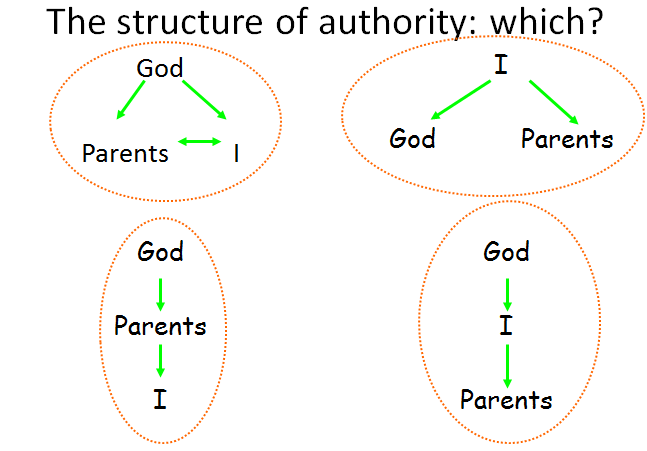 The structure of authority: which?
God
Parents I
I
God Parents
God
Parents
I
God
I
Parents